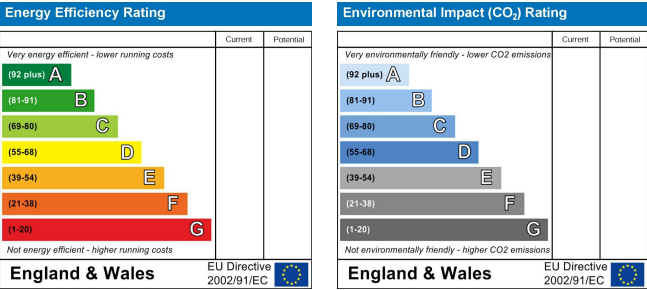 Energy Efficiency Rating
Current Potential
Very energy efficient - lower running costs
(92 plus) A
(81-91) B
(69-80) C
(55-68) D
(39-54) E
(21-38) F
(1-20) G
Not energy efficient - higher running costs
England & Wales
EU Directive
2002/91/EC
Environmental Impact (CO₂) Rating
Current Potential
Very environmentally friendly - lower CO2 emissions
(92 plus) A
(81-91) B
(69-80) C
(55-68) D
(39-54) E
(21-38) F
(1-20) G
Not environmentally friendly - higher CO2 emissions
England & Wales
EU Directive
2002/91/EC